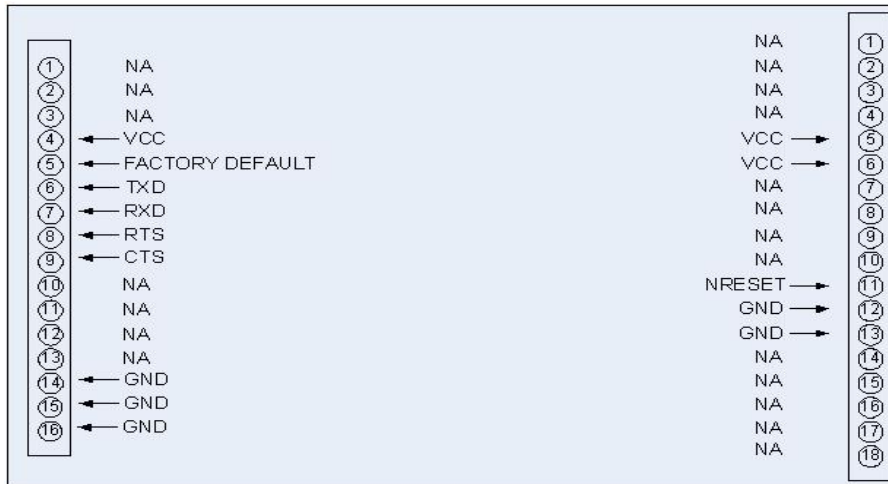 1 NA
2 NA
3 NA
4 VCC
5 FACTORY DEFAULT
6 TXD
7 RXD
8 RTS
9 CTS
10 NA
11 NA
12 NA
13 NA
14 GND
15 GND
16 GND
NA 1
NA 2
NA 3
NA 4
VCC 5
VCC 6
NA 7
NA 8
NA 9
NA 10
NRESET 11
GND 12
GND 13
NA 14
NA 15
NA 16
NA 17
NA 18